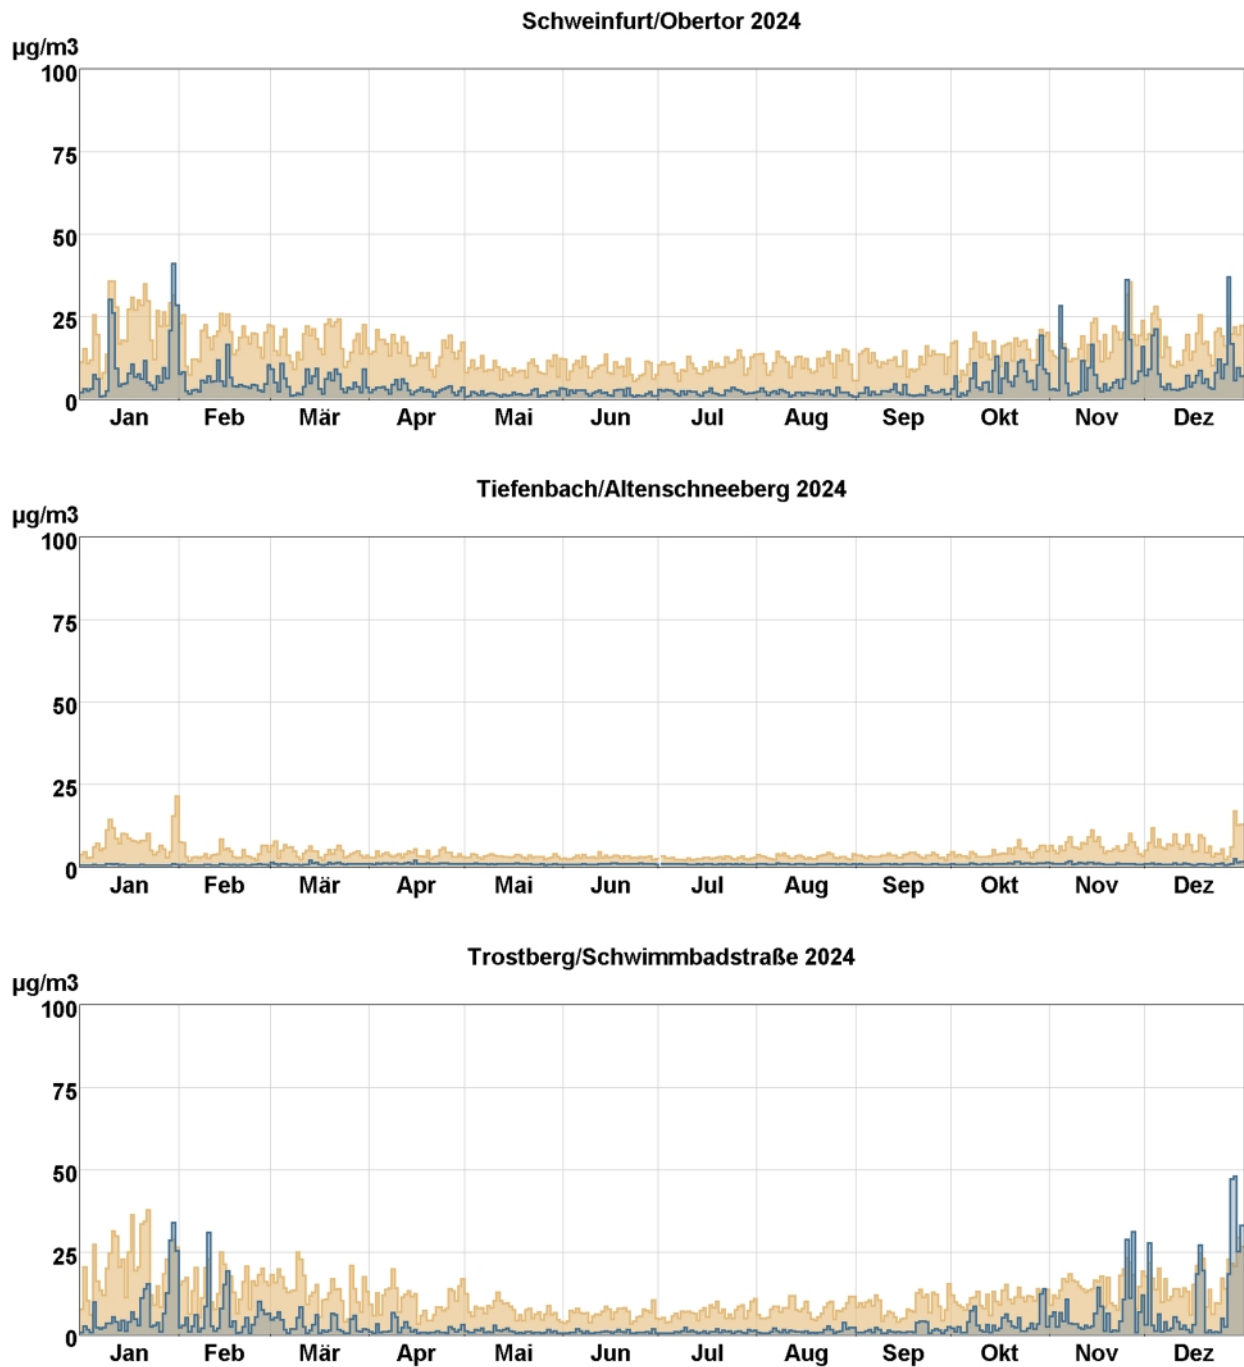 Schweinfurt/Obertor 2024
µg/m3
100
75
50
25
0
Jan Feb Mär Apr Mai Jun Jul Aug Sep Okt Nov Dez
Tiefenbach/Altenschneeberg 2024
µg/m3
100
75
50
25
0
Jan Feb Mär Apr Mai Jun Jul Aug Sep Okt Nov Dez
Trostberg/Schwimmbadstraße 2024
µg/m3
100
75
50
25
0
Jan Feb Mär Apr Mai Jun Jul Aug Sep Okt Nov Dez